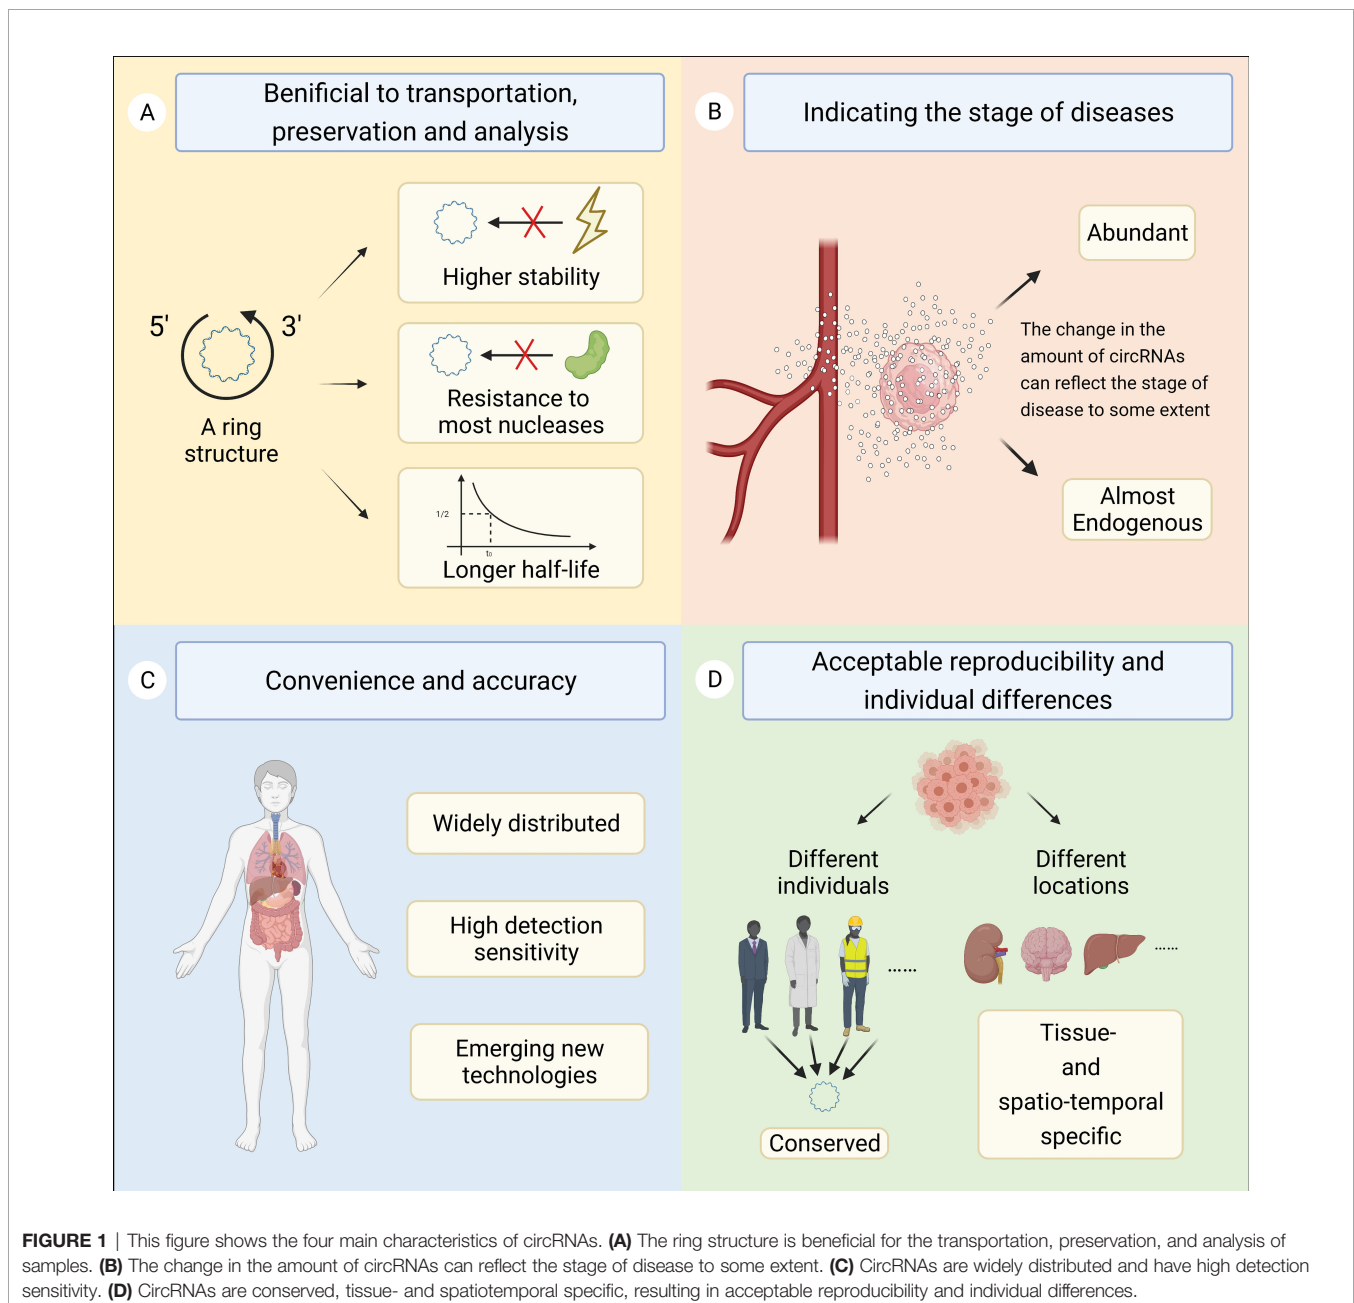 A
Benificial to transportation,
preservation and analysis
5'
3'
A ring
structure
Higher stability
Resistance to
most nucleases
1/2
t₀
Longer half-life
B
Indicating the stage of diseases
Abundant
The change in the
amount of circRNAs
can reflect the stage of
disease to some extent
Almost
Endogenous
C
Convenience and accuracy
Widely distributed
High detection
sensitivity
Emerging new
technologies
D
Acceptable reproducibility and
individual differences
Different
individuals
Different
locations
......
......
Conserved
Tissue-
and
spatio-temporal
specific
FIGURE 1 | This figure shows the four main characteristics of circRNAs. (A) The ring structure is beneficial for the transportation, preservation, and analysis of
samples. (B) The change in the amount of circRNAs can reflect the stage of disease to some extent. (C) CircRNAs are widely distributed and have high detection
sensitivity. (D) CircRNAs are conserved, tissue- and spatiotemporal specific, resulting in acceptable reproducibility and individual differences.